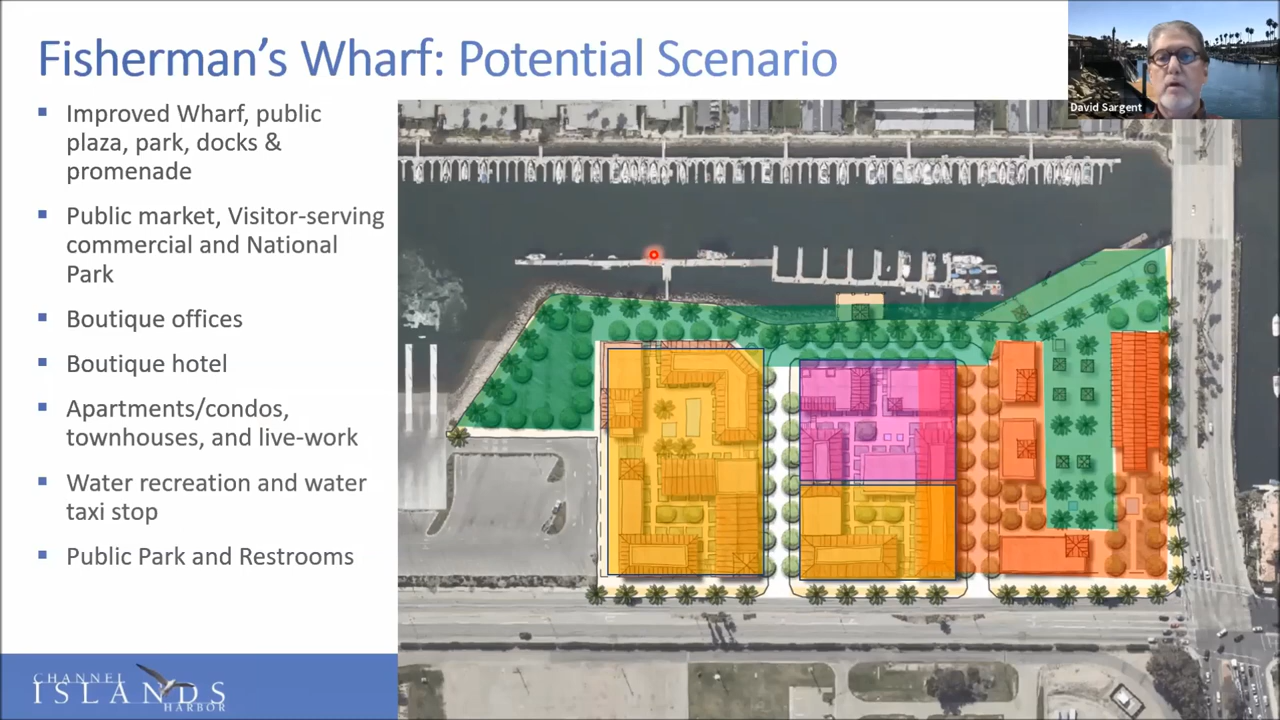 Fisherman's Wharf: Potential Scenario
David Sargent
▪ Improved Wharf, public
plaza, park, docks &
promenade
▪ Public market, Visitor-serving
commercial and National
Park
▪ Boutique offices
▪ Boutique hotel
▪ Apartments/condos,
townhouses, and live-work
▪ Water recreation and water
taxi stop
▪ Public Park and Restrooms
CHANNEL
ISLANDS
HARBOR